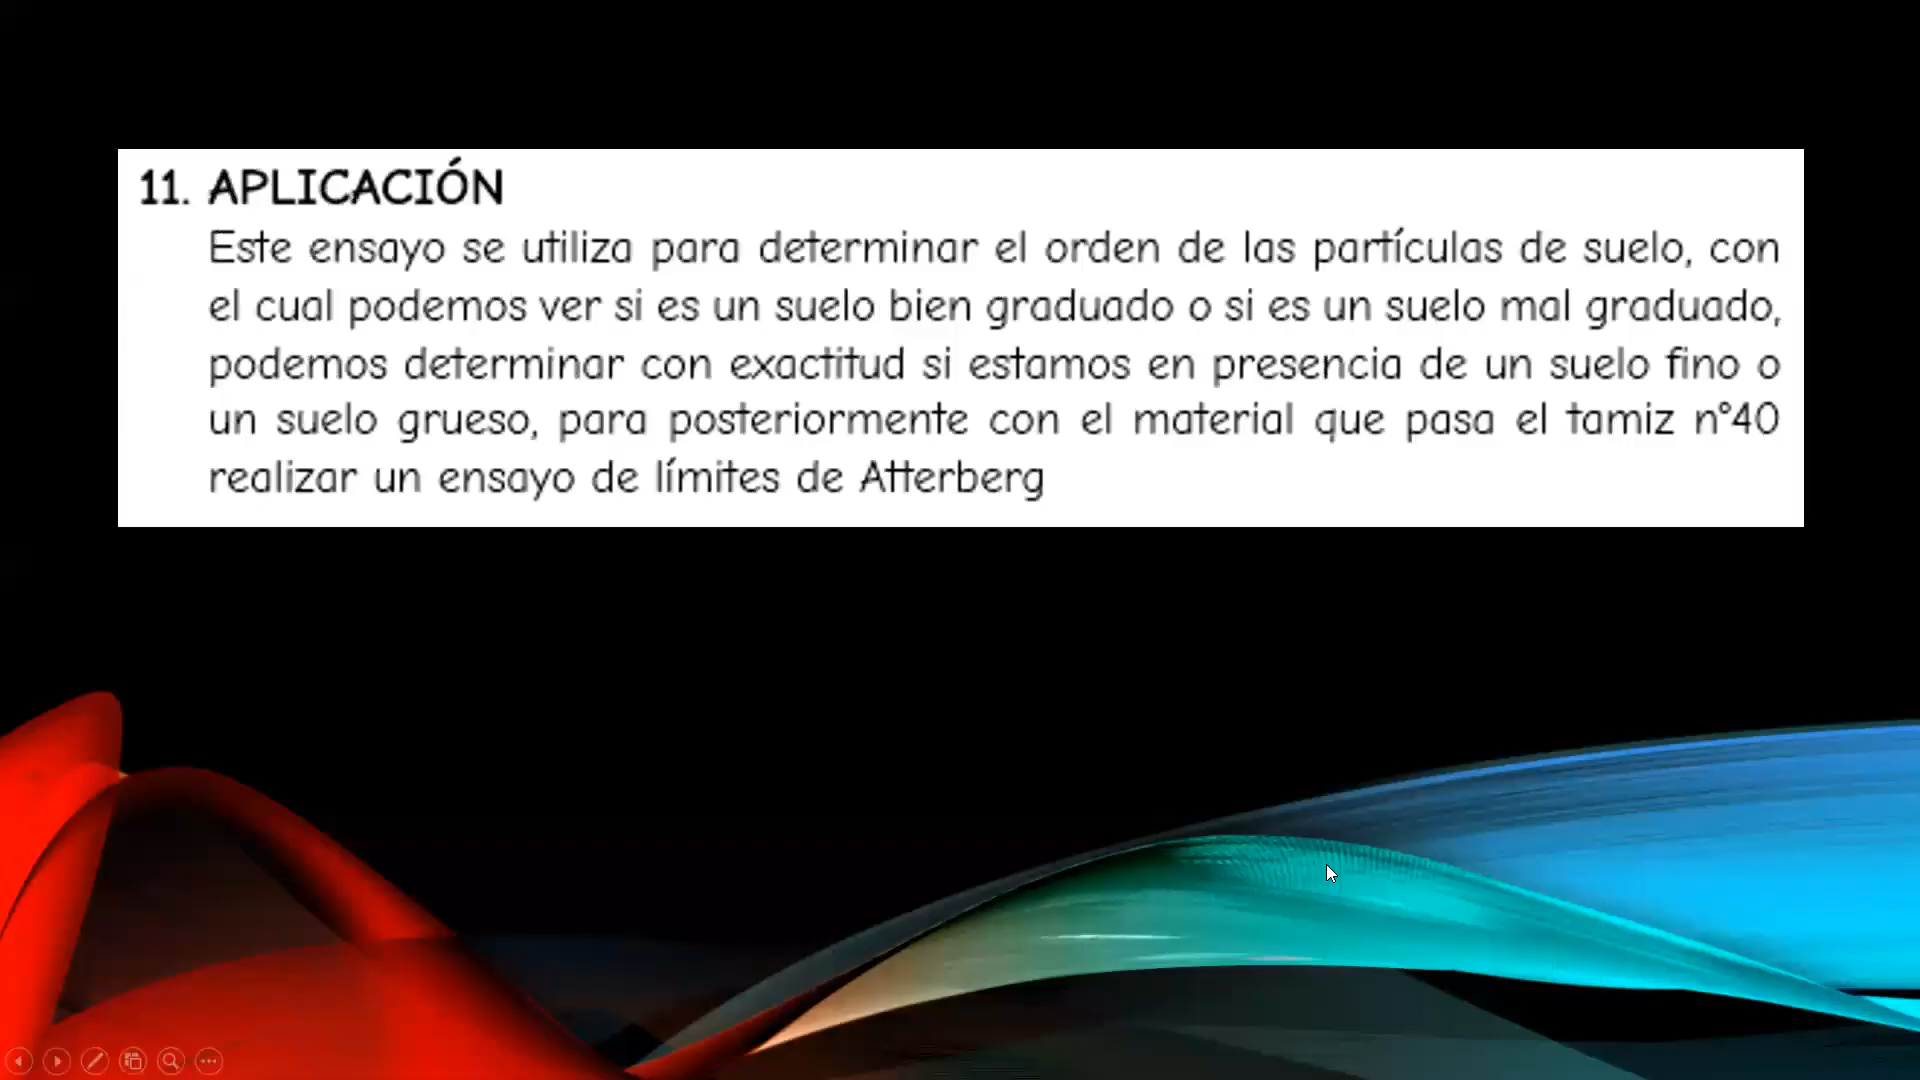 11. APLICACIÓN
Este ensayo se utiliza para determinar el orden de las partículas de suelo, con
el cual podemos ver si es un suelo bien graduado o si es un suelo mal graduado,
podemos determinar con exactitud si estamos en presencia de un suelo fino o
un suelo grueso, para posteriormente con el material que pasa el tamiz n°40
realizar un ensayo de límites de Atterberg